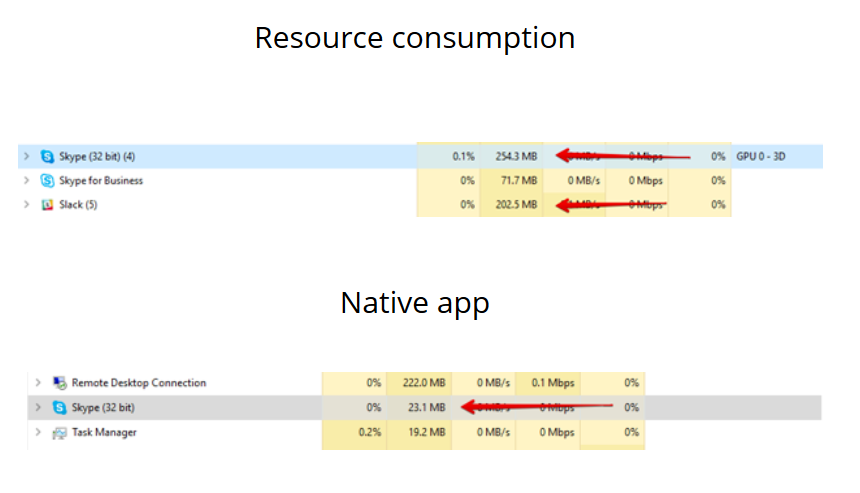 Resource consumption
Skype (32 bit) (4) 0.1% 254.3 MB 0 MB/s 0 Mbps 0% GPU 0 - 3D
Skype for Business 0% 71.7 MB 0 MB/s 0 Mbps 0%
Slack (5) 0% 202.5 MB MB/s 0 Mbps 0%
Native app
Remote Desktop Connection 0% 222.0 MB 0 MB/s 0.1 Mbps 0%
Skype (32 bit) 0% 23.1 MB 0 MB/s 0 Mbps 0%
Task Manager 0.2% 19.2 MB 0 MB/s 0 Mbps 0%